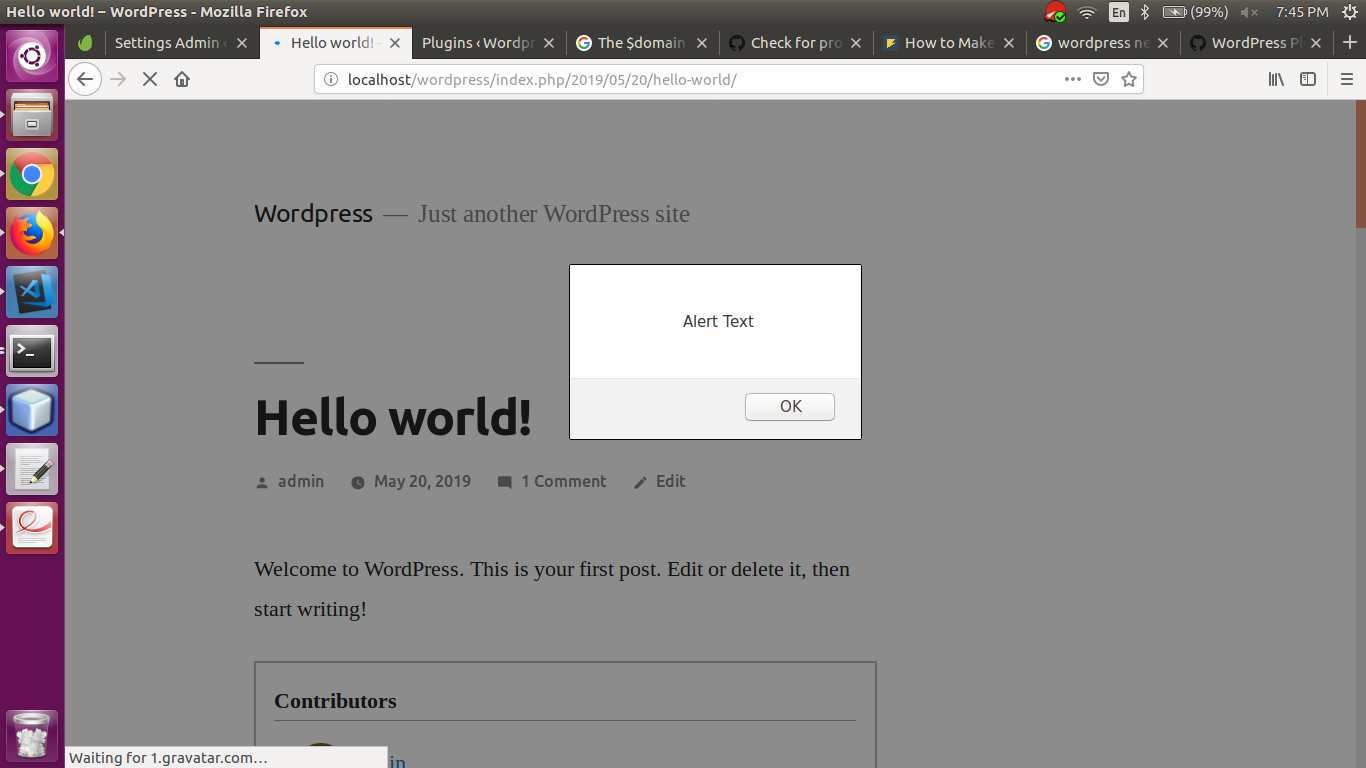 Hello world! – WordPress - Mozilla Firefox
En
(99%)
7:45 PM
Settings Admin ‹
Hello world! –
Plugins ‹ Wordpr
The $domain
Check for pro
How to Make
wordpress ne
WordPress Pl
localhost/wordpress/index.php/2019/05/20/hello-world/
Wordpress — Just another WordPress site
Alert Text
OK
Hello world!
admin
May 20, 2019
1 Comment
Edit
Welcome to WordPress. This is your first post. Edit or delete it, then
start writing!
Contributors
in
Waiting for 1.gravatar.com…